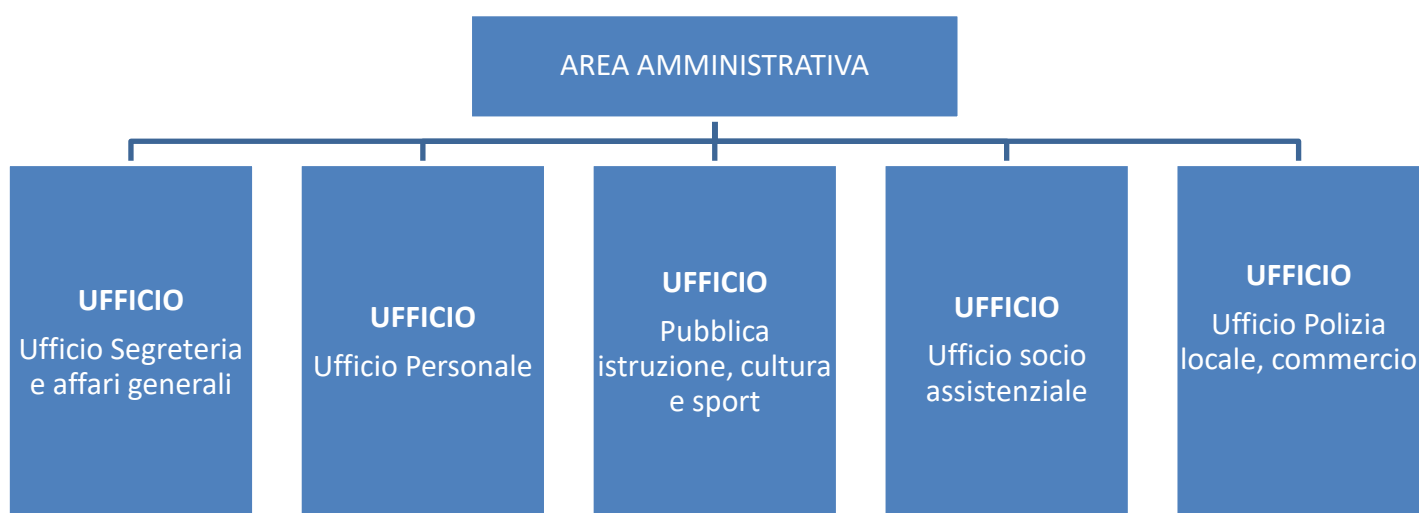 AREA AMMINISTRATIVA
UFFICIO
Ufficio Segreteria
e affari generali
UFFICIO
Ufficio Personale
UFFICIO
Pubblica
istruzione, cultura
e sport
UFFICIO
Ufficio socio
assistenziale
UFFICIO
Ufficio Polizia
locale, commercio